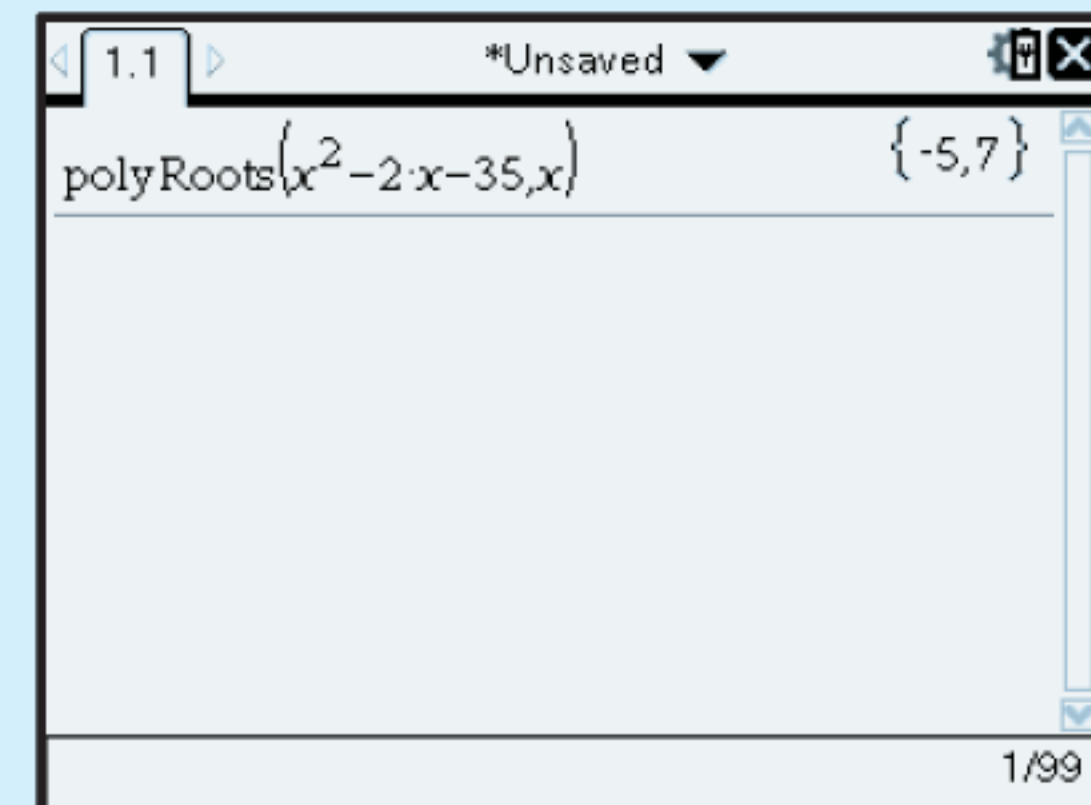 1.1 *Unsaved
polyRoots(x²-2·x-35,x) {-5,7}
1/99